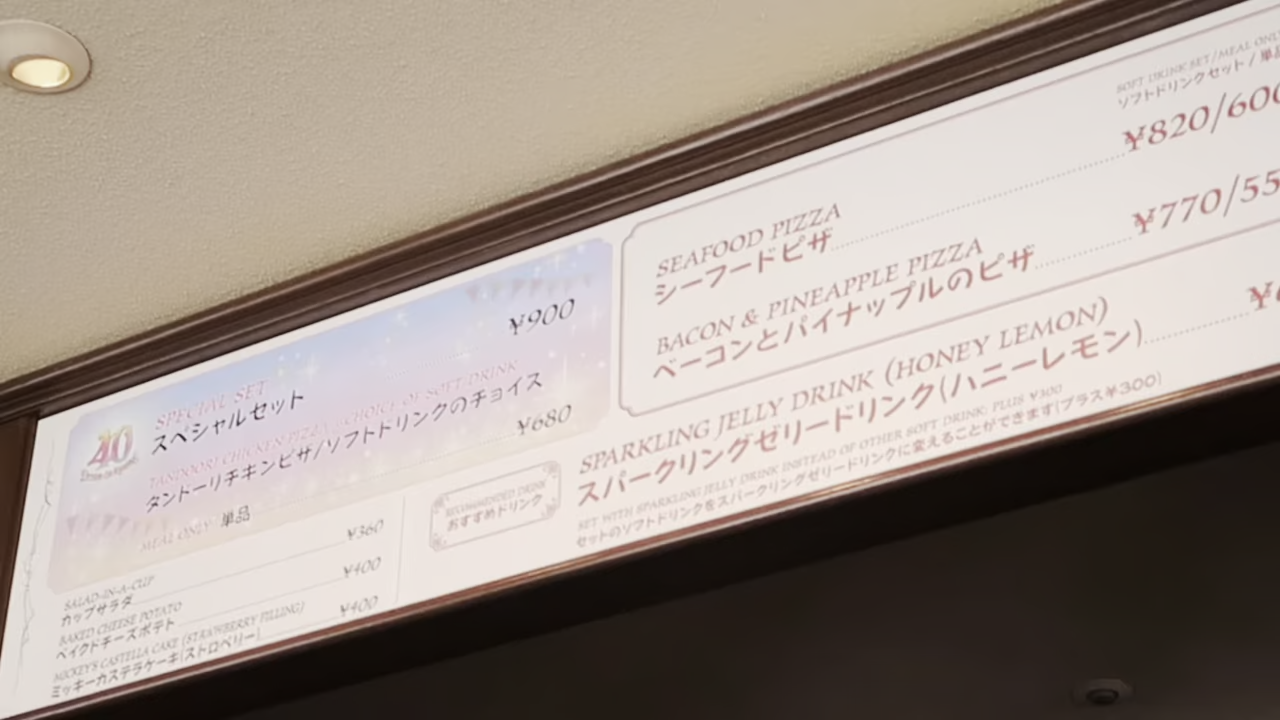 SPECIAL SET
スペシャルセット
¥900
TANDOORI CHICKEN PIZZA / CHOICE OF SOFT DRINK
タンドーリチキンピザ/ソフトドリンクのチョイス
MEAL ONLY 単品
¥680
SALAD-IN-A-CUP
カップサラダ
¥360
BAKED CHEESE POTATO
ベイクドチーズポテト
¥400
MICKEY'S CASTELLA CAKE (STRAWBERRY FILLING)
ミッキーカステラケーキ(ストロベリー)
¥400
SOFT DRINK SET / MEAL ONL
ソフトドリンクセット / 単品
SEAFOOD PIZZA
シーフードピザ
¥820/600
BACON & PINEAPPLE PIZZA
ベーコンとパイナップルのピザ
¥770/55
RECOMMENDED DRINK
おすすめドリンク
SPARKLING JELLY DRINK (HONEY LEMON)
スパークリングゼリードリンク(ハニーレモン)
SET WITH SPARKLING JELLY DRINK INSTEAD OF OTHER SOFT DRINK: PLUS ¥300
セットのソフトドリンクをスパークリングゼリードリンクに変えることができます(プラス¥300)
40